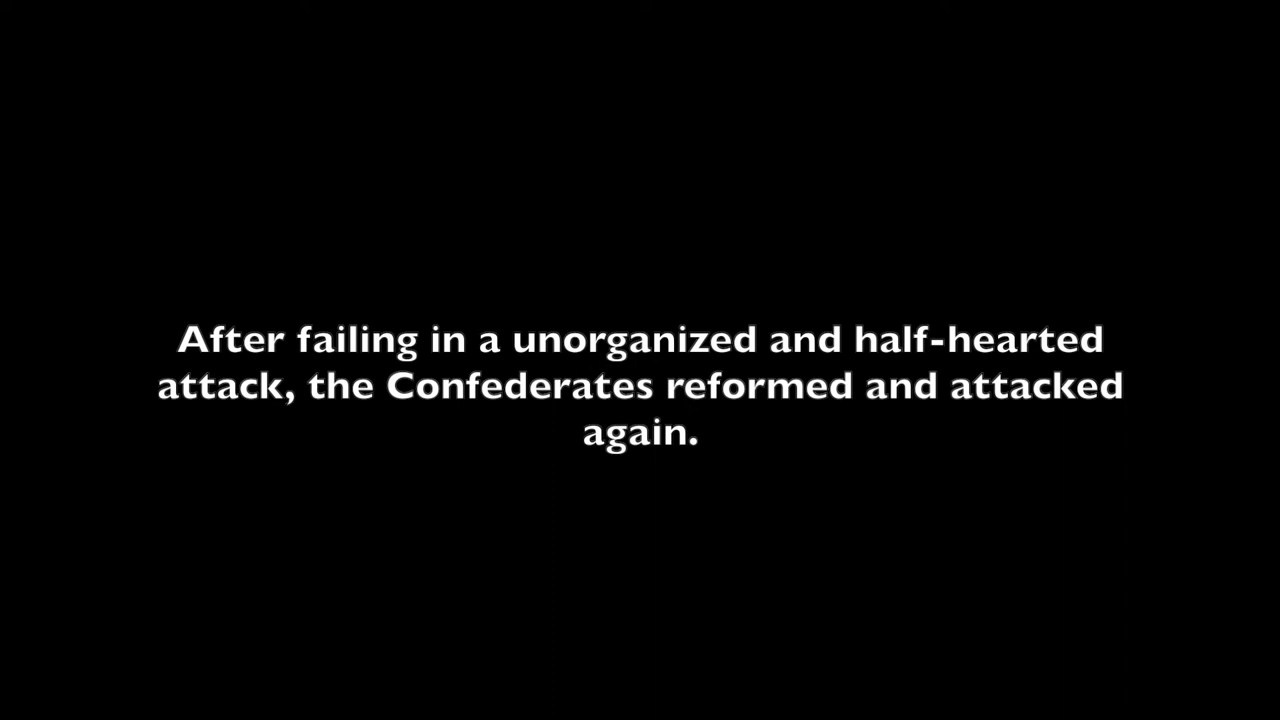 After failing in a unorganized and half-hearted
attack, the Confederates reformed and attacked
again.